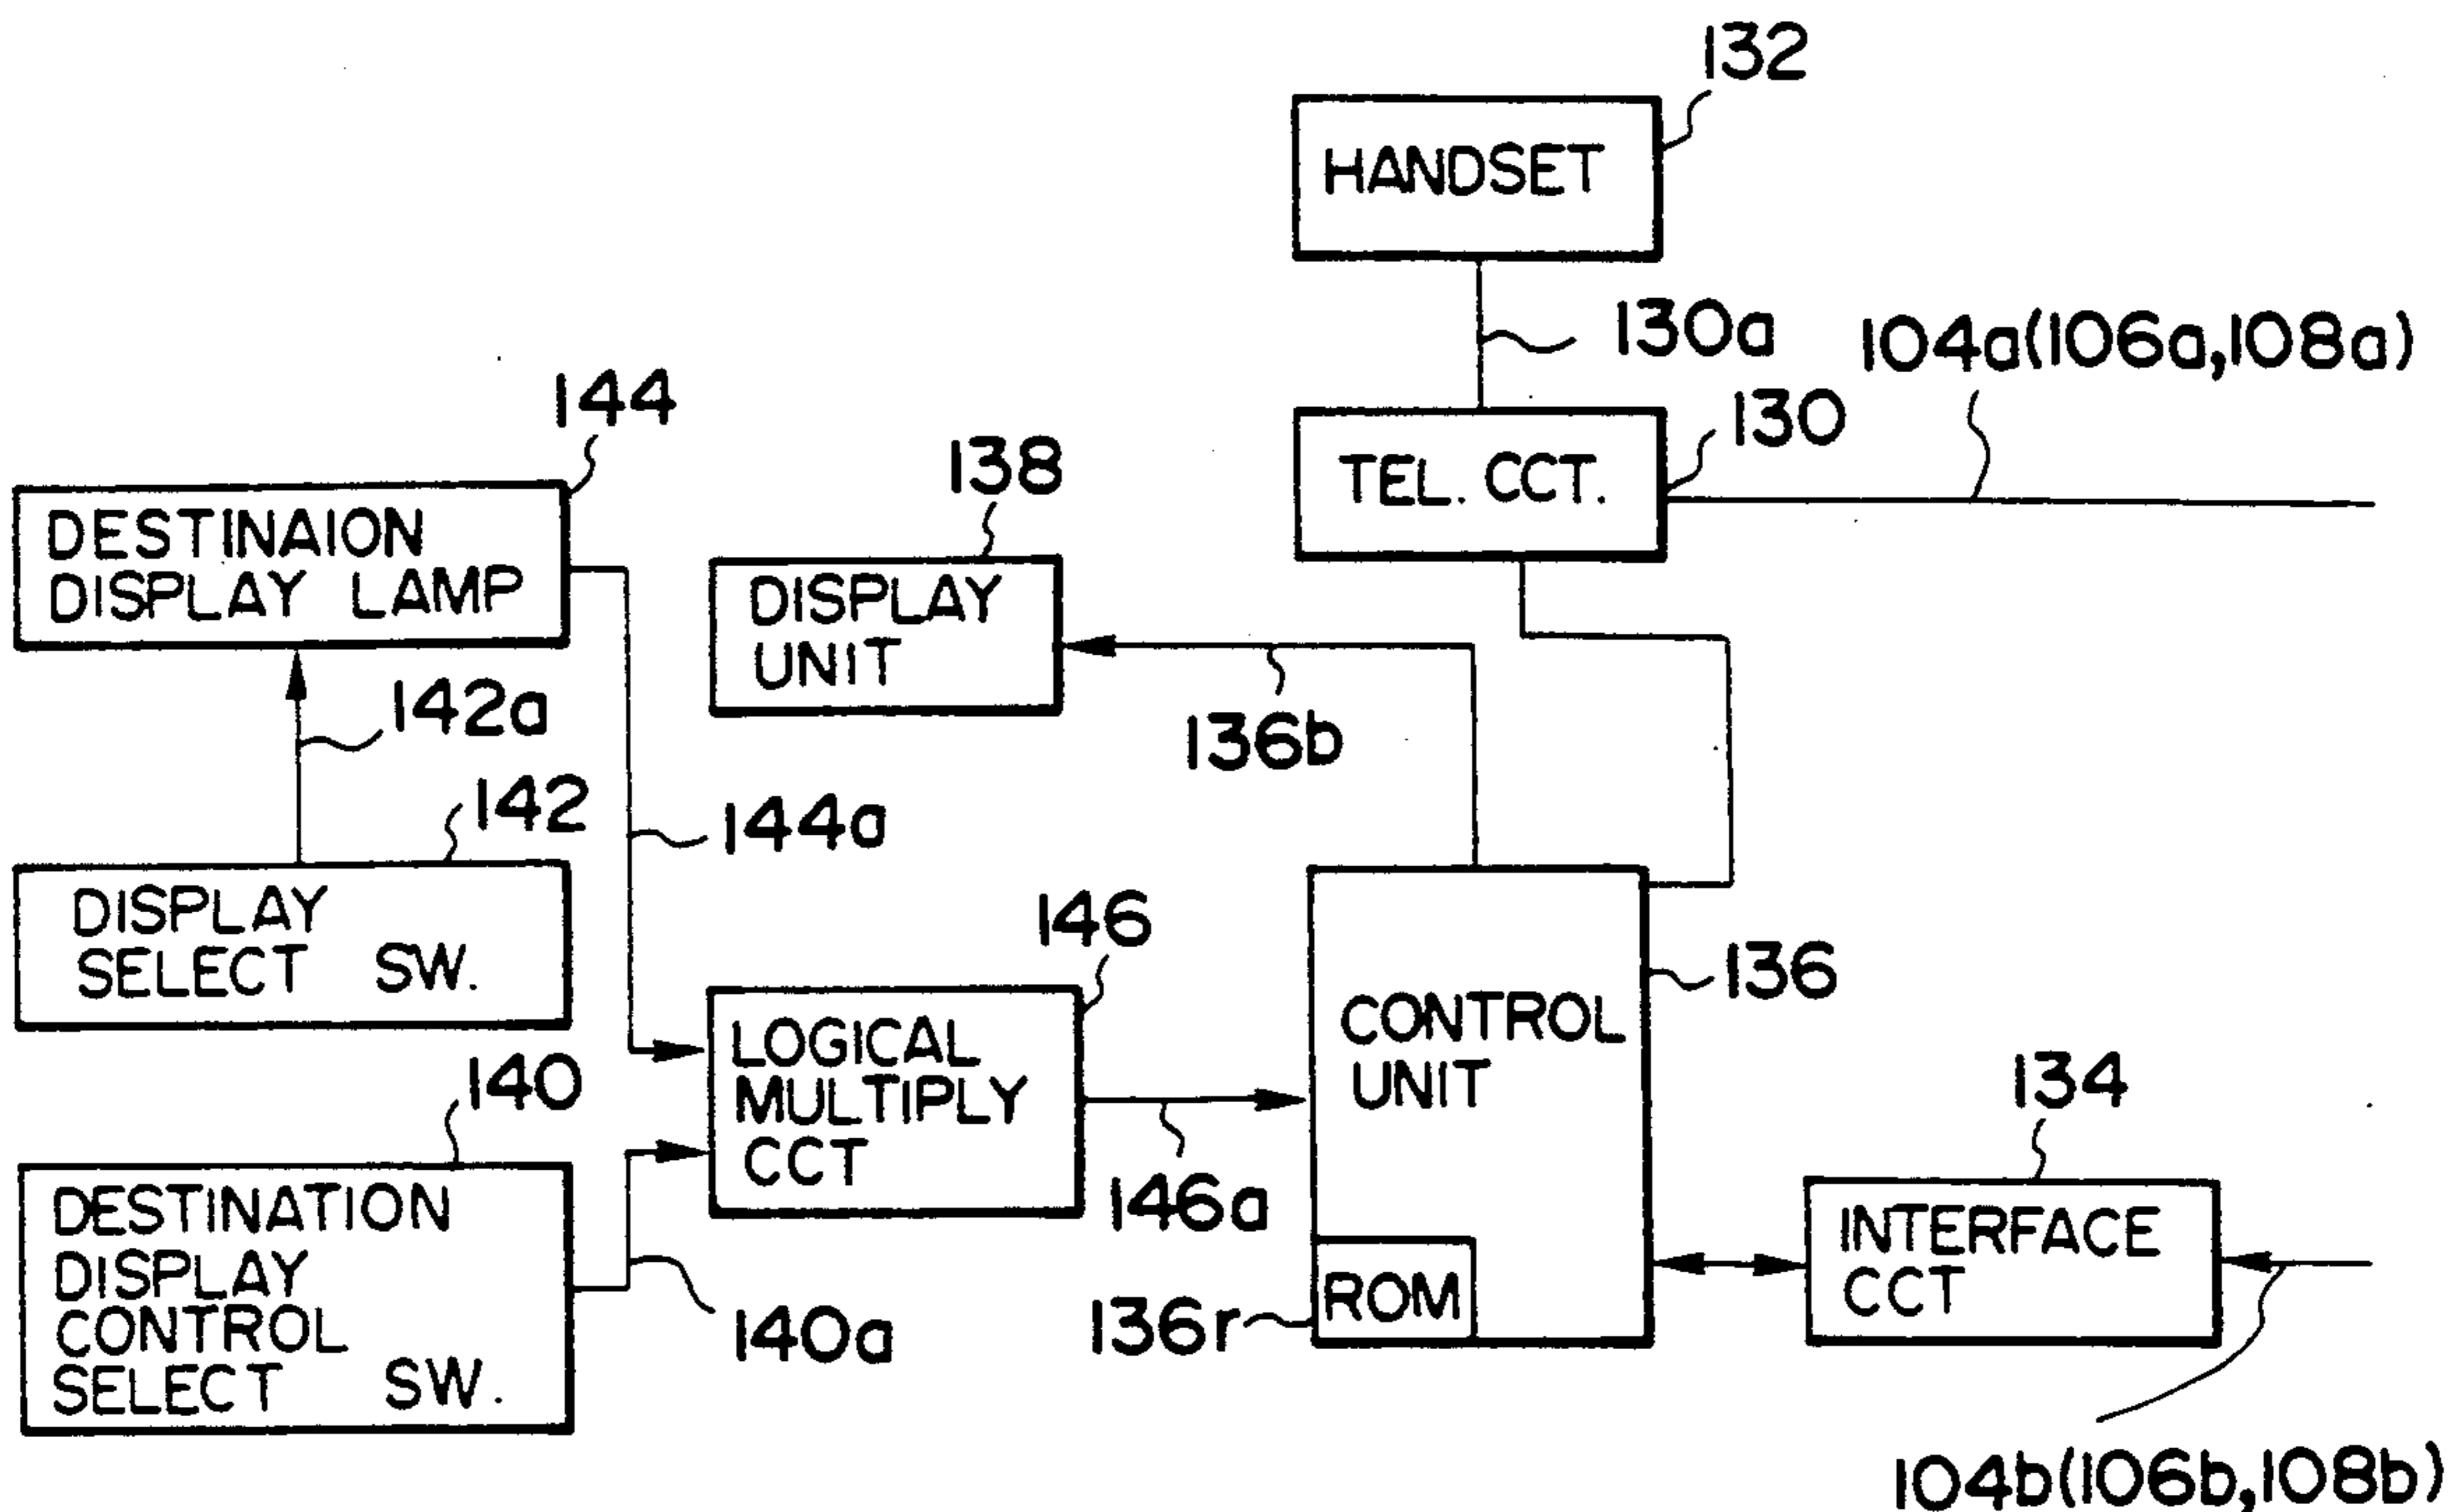 132
HANDSET
130a
104a(106a,108a)
130
TEL. CCT.
144
DESTINAION
DISPLAY LAMP
138
DISPLAY
UNIT
136b
142a
142
DISPLAY
SELECT SW.
144a
146
LOGICAL
MULTIPLY
CCT
146a
136
CONTROL
UNIT
ROM
136r
134
INTERFACE
CCT
104b(106b,108b)
140
DESTINATION
DISPLAY
CONTROL
SELECT SW.
140a